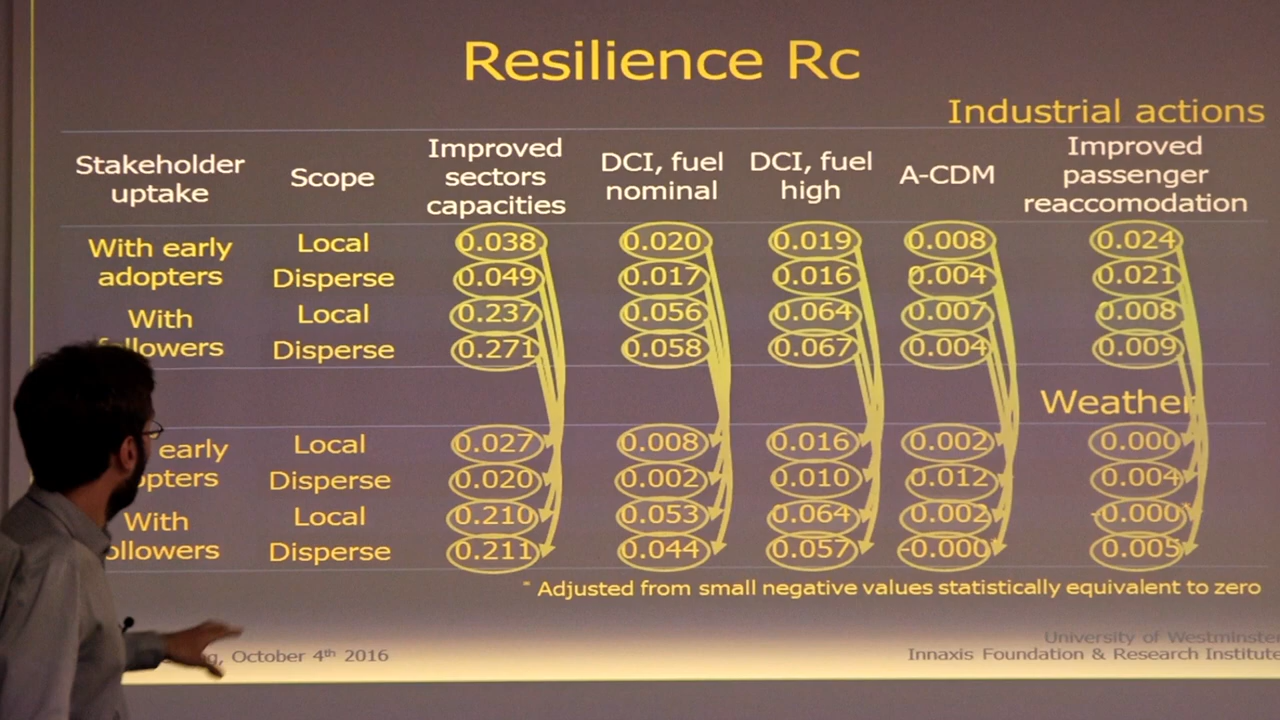 Resilience Rc
Industrial actions
Stakeholder uptake Scope Improved sectors capacities DCI, fuel nominal DCI, fuel high A-CDM Improved passenger reaccomodation
With early adopters Local 0.038 0.020 0.019 0.008 0.024
Disperse 0.049 0.017 0.016 0.004 0.021
With followers Local 0.237 0.056 0.064 0.007 0.008
Disperse 0.271 0.058 0.067 0.004 0.009
Weather
early Local 0.027 0.008 0.016 0.002 0.000
Disperse 0.020 0.002 0.010 0.012 0.004
With Local 0.210 0.053 0.064 0.002 -0.000*
Disperse 0.211 0.044 0.057 -0.000* 0.005
* Adjusted from small negative values statistically equivalent to zero
October 4th 2016
University of Westminster
Innaxis Foundation & Research Institute